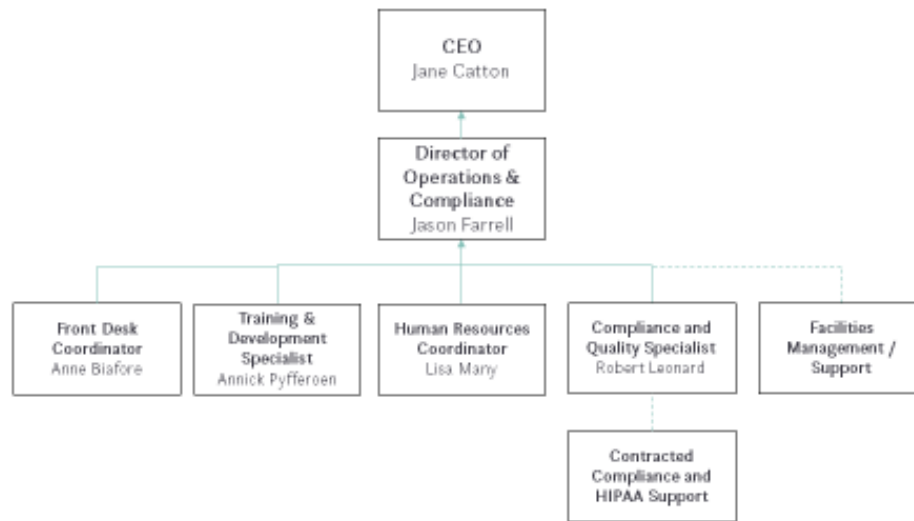 CEO
Jane Catton
Director of
Operations &
Compliance
Jason Farrell
Front Desk
Coordinator
Anne Biafore
Training &
Development
Specialist
Annick Pyfferoen
Human Resources
Coordinator
Lisa Many
Compliance and
Quality Specialist
Robert Leonard
Facilities
Management /
Support
Contracted
Compliance and
HIPAA Support